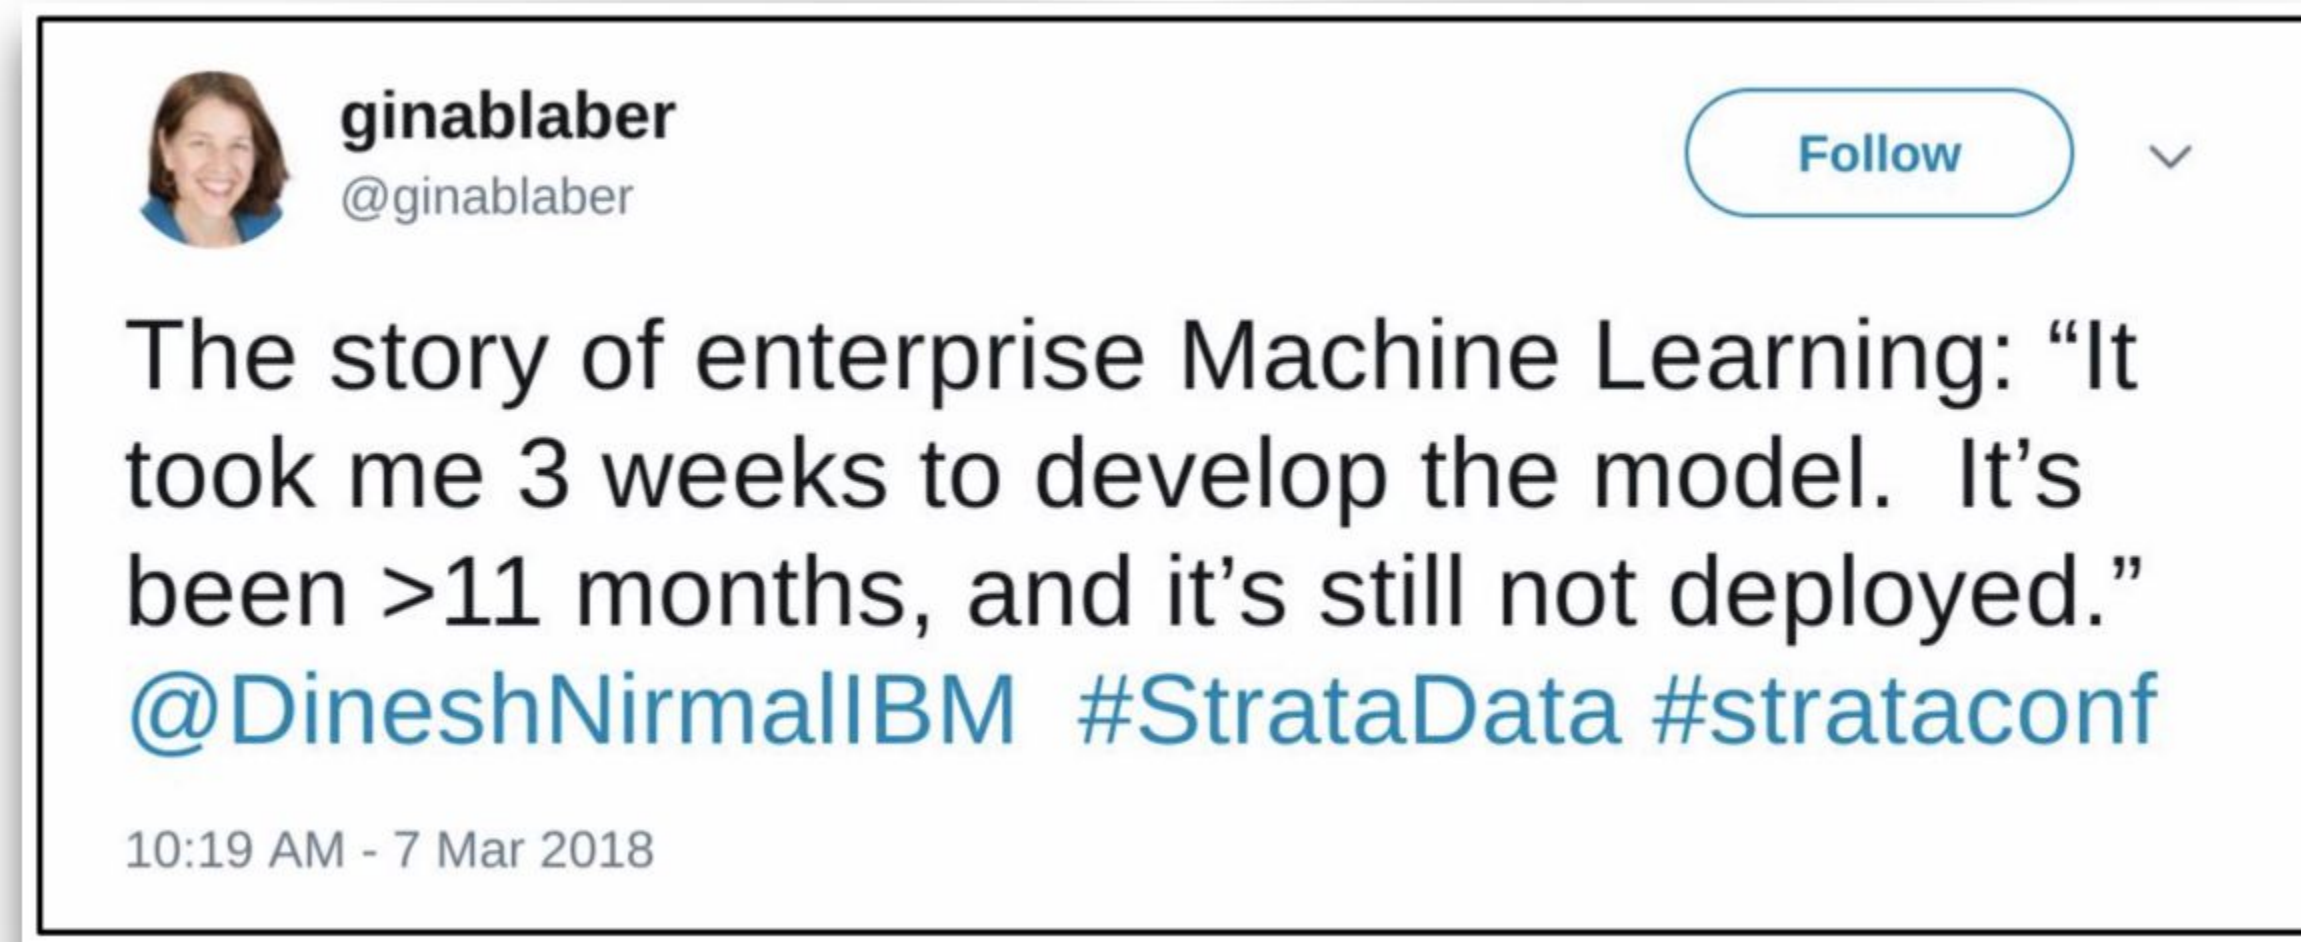 ginablaber
@ginablaber
Follow
The story of enterprise Machine Learning: “It
took me 3 weeks to develop the model.  It’s
been >11 months, and it’s still not deployed.”
@DineshNirmalIBM  #StrataData #strataconf
10:19 AM - 7 Mar 2018